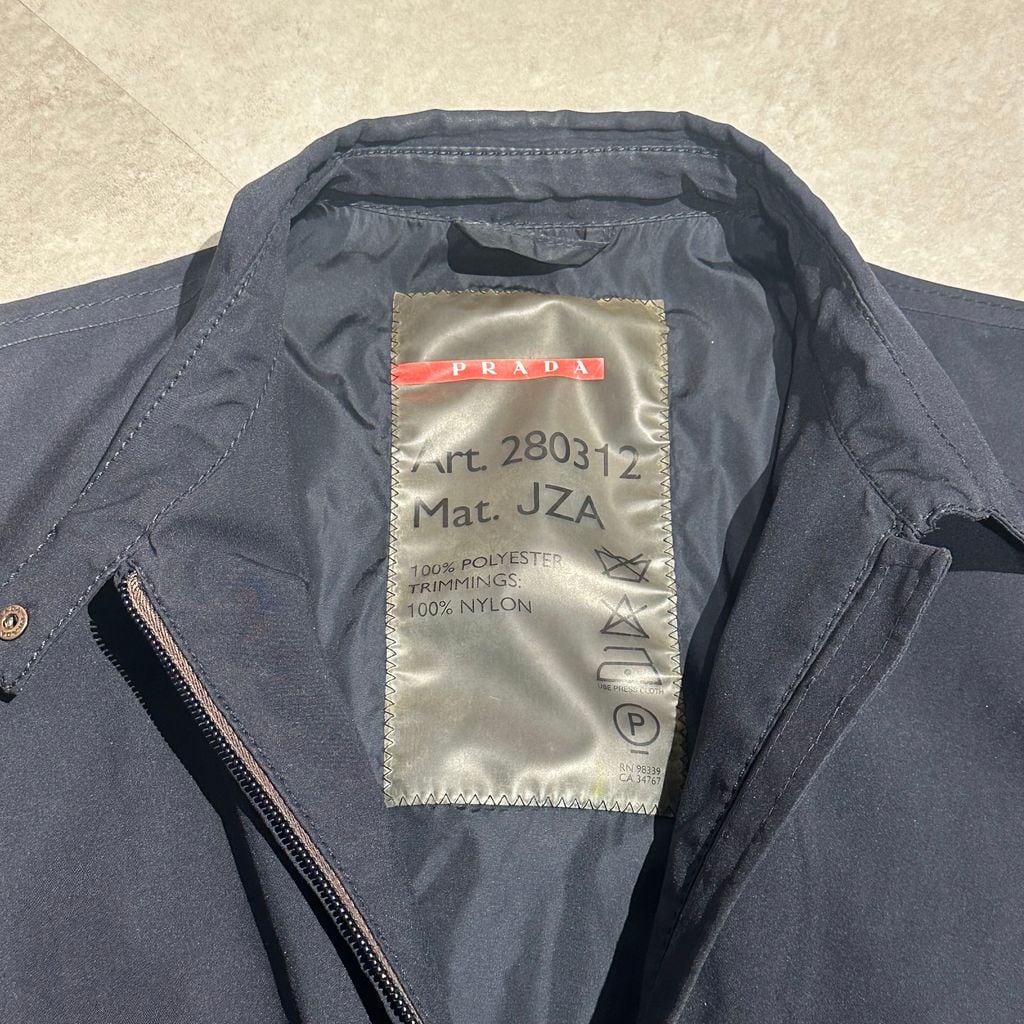 PRADA
Art. 280312
Mat. JZA
100% POLYESTER
TRIMMINGS:
100% NYLON
USE PRESS CLOTH
P
RN 98339
CA 34767